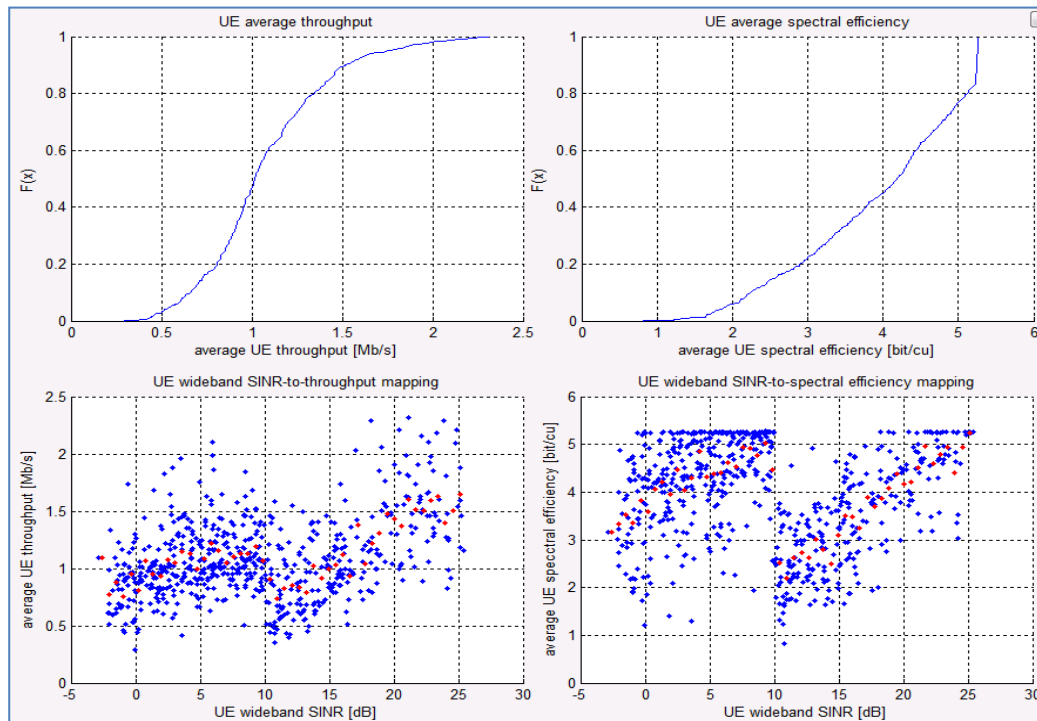 UE average throughput
1
0.8
0.6
0.4
0.2
0
F(x)
0 0.5 1 1.5 2 2.5
average UE throughput [Mb/s]
UE average spectral efficiency
1
0.8
0.6
0.4
0.2
0
F(x)
0 1 2 3 4 5 6
average UE spectral efficiency [bit/cu]
UE wideband SINR-to-throughput mapping
2.5
2
1.5
1
0.5
0
average UE throughput [Mb/s]
-5 0 5 10 15 20 25 30
UE wideband SINR [dB]
UE wideband SINR-to-spectral efficiency mapping
6
5
4
3
2
1
0
average UE spectral efficiency [bit/cu]
-5 0 5 10 15 20 25 30
UE wideband SINR [dB]